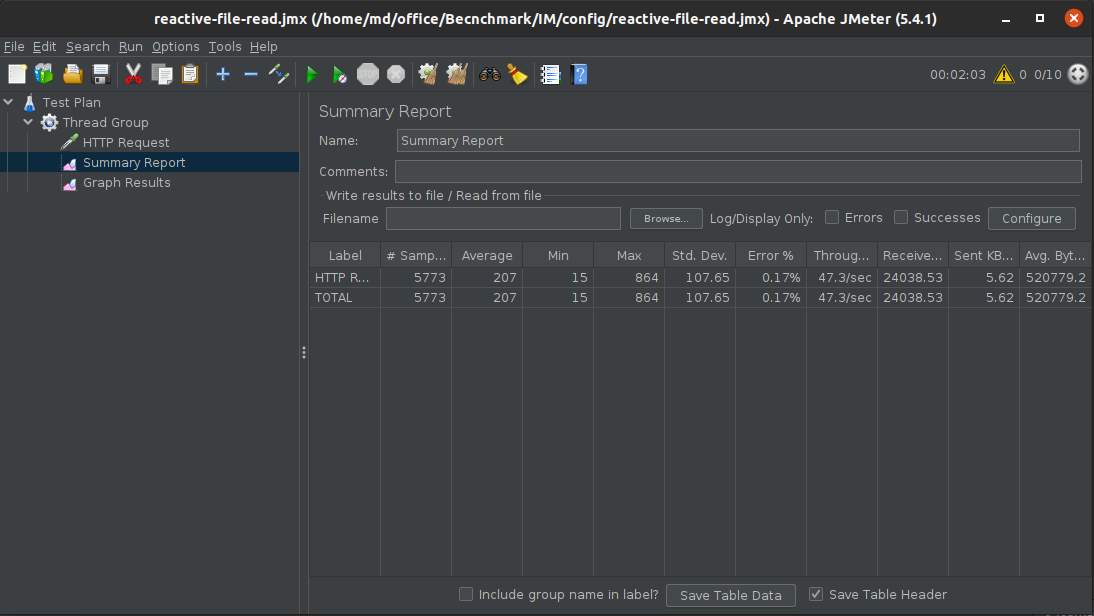 reactive-file-read.jmx (/home/md/office/Becnchmark/IM/config/reactive-file-read.jmx) - Apache JMeter (5.4.1)
File Edit Search Run Options Tools Help
00:02:03 0 0/10
Test Plan
Thread Group
HTTP Request
Summary Report
Graph Results
Summary Report
Name: Summary Report
Comments:
Write results to file / Read from file
Filename Browse... Log/Display Only: Errors Successes Configure
Label # Samp... Average Min Max Std. Dev. Error % Throug... Receive... Sent KB... Avg. Byt...
HTTP R... 5773 207 15 864 107.65 0.17% 47.3/sec 24038.53 5.62 520779.2
TOTAL 5773 207 15 864 107.65 0.17% 47.3/sec 24038.53 5.62 520779.2
Include group name in label? Save Table Data Save Table Header